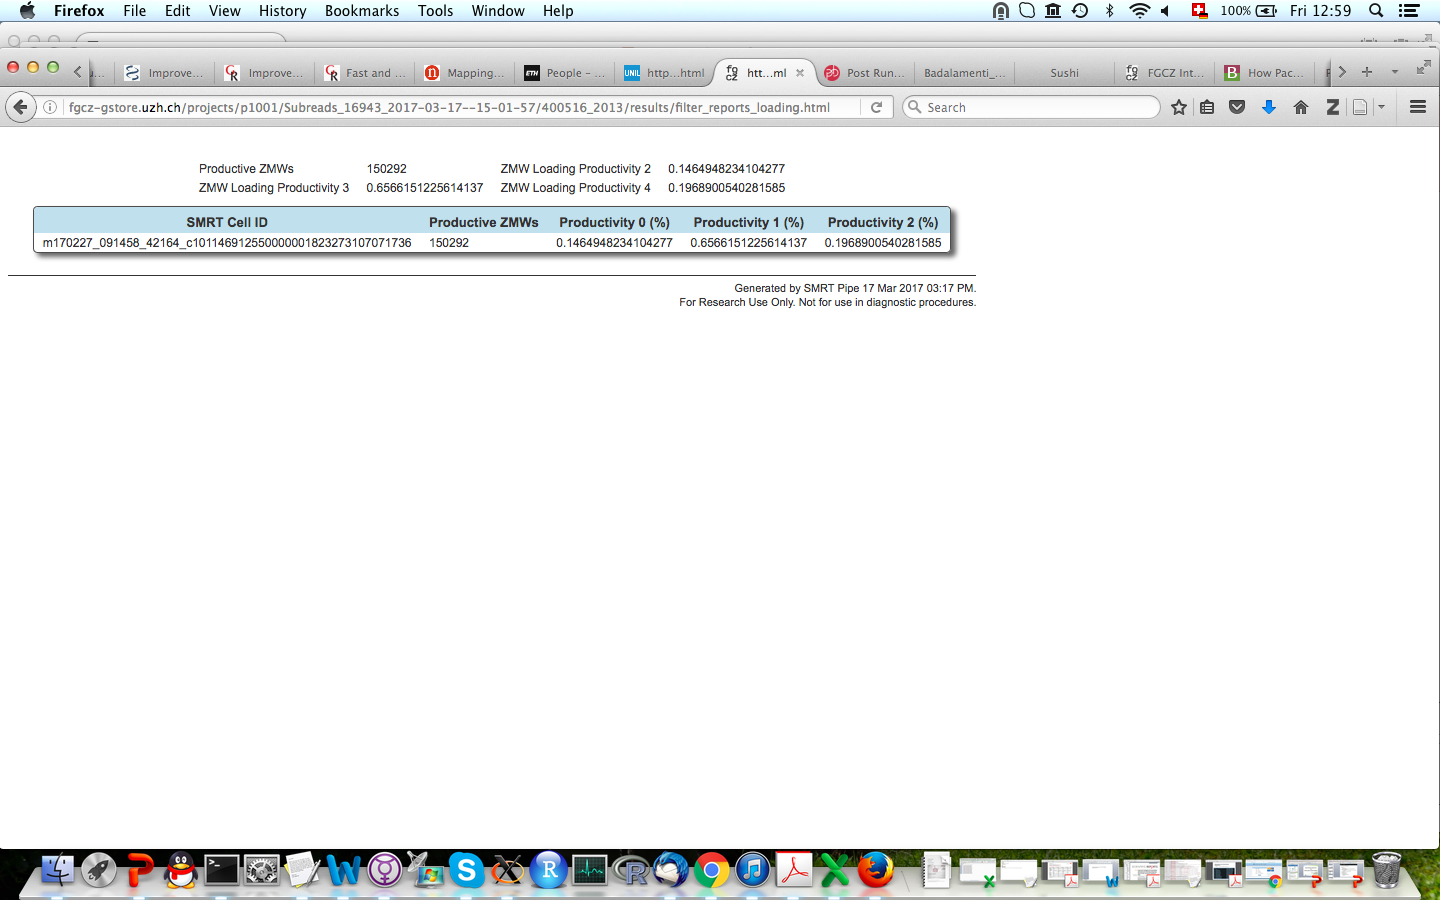 Firefox File Edit View History Bookmarks Tools Window Help 100% Fri 12:59
Improve... Improve... Fast and ... Mapping... ETH People – ... UNIL http...html htt...ml Post Run... Badalamenti_... Sushi FGCZ Int... How Pac...
fgcz-gstore.uzh.ch/projects/p1001/Subreads_16943_2017-03-17--15-01-57/400516_2013/results/filter_reports_loading.html Search
Productive ZMWs 150292 ZMW Loading Productivity 2 0.1464948234104277
ZMW Loading Productivity 3 0.6566151225614137 ZMW Loading Productivity 4 0.1968900540281585
SMRT Cell ID Productive ZMWs Productivity 0 (%) Productivity 1 (%) Productivity 2 (%)
m170227_091458_42164_c101146912550000001823273107071736 150292 0.1464948234104277 0.6566151225614137 0.1968900540281585
Generated by SMRT Pipe 17 Mar 2017 03:17 PM.
For Research Use Only. Not for use in diagnostic procedures.